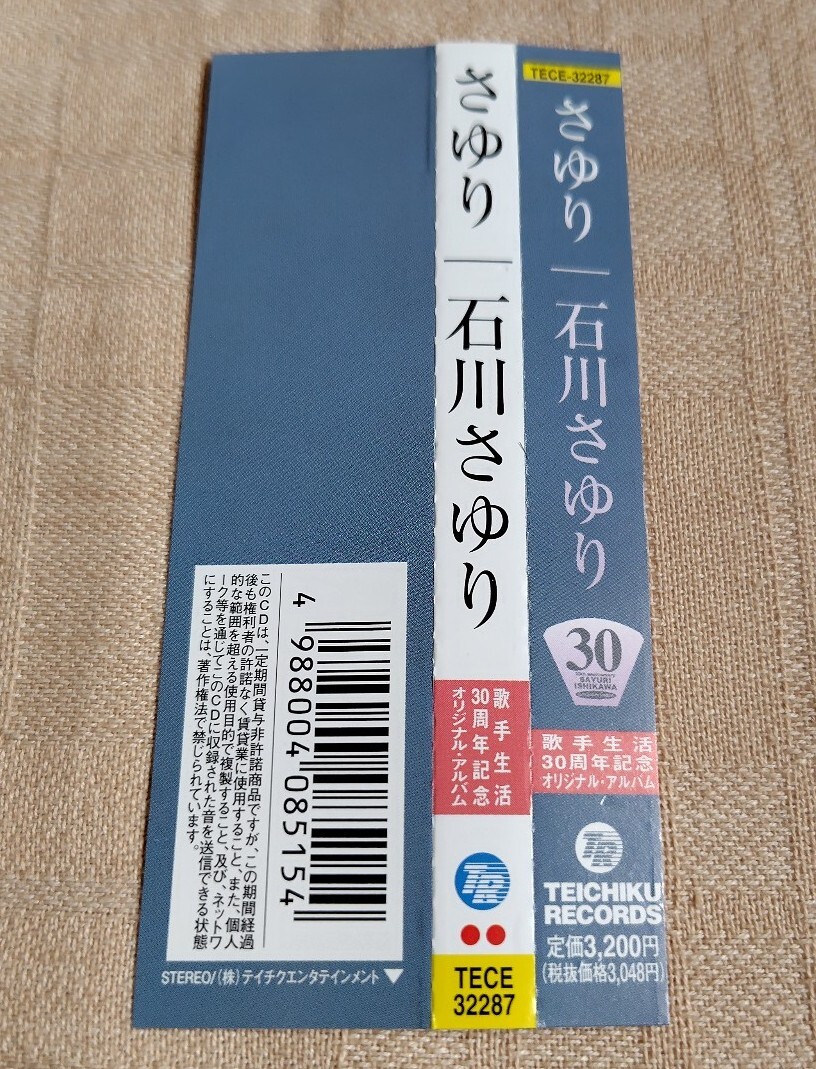 TECE-32287
さゆり｜石川さゆり
30
SAYURI
ISHIKAWA
歌手生活
30周年記念
オリジナル・アルバム
TEICHIKU
RECORDS
定価3,200円
(税抜価格3,048円)
さゆり｜石川さゆり
歌手生活
30周年記念
オリジナル・アルバム
TECE
32287
4 988004 085154
このCDは、一定期間貸与非許諾商品ですが、この期間経過
後も権利者の許諾なく賃貸業に使用すること、また、個人
的な範囲を超える使用目的で複製すること、及び、ネットワ
ーク等を通じてこのCDに収録された音を送信できる状態
にすることは、著作権法で禁じられています。
STEREO/(株)テイチクエンタテインメント▼